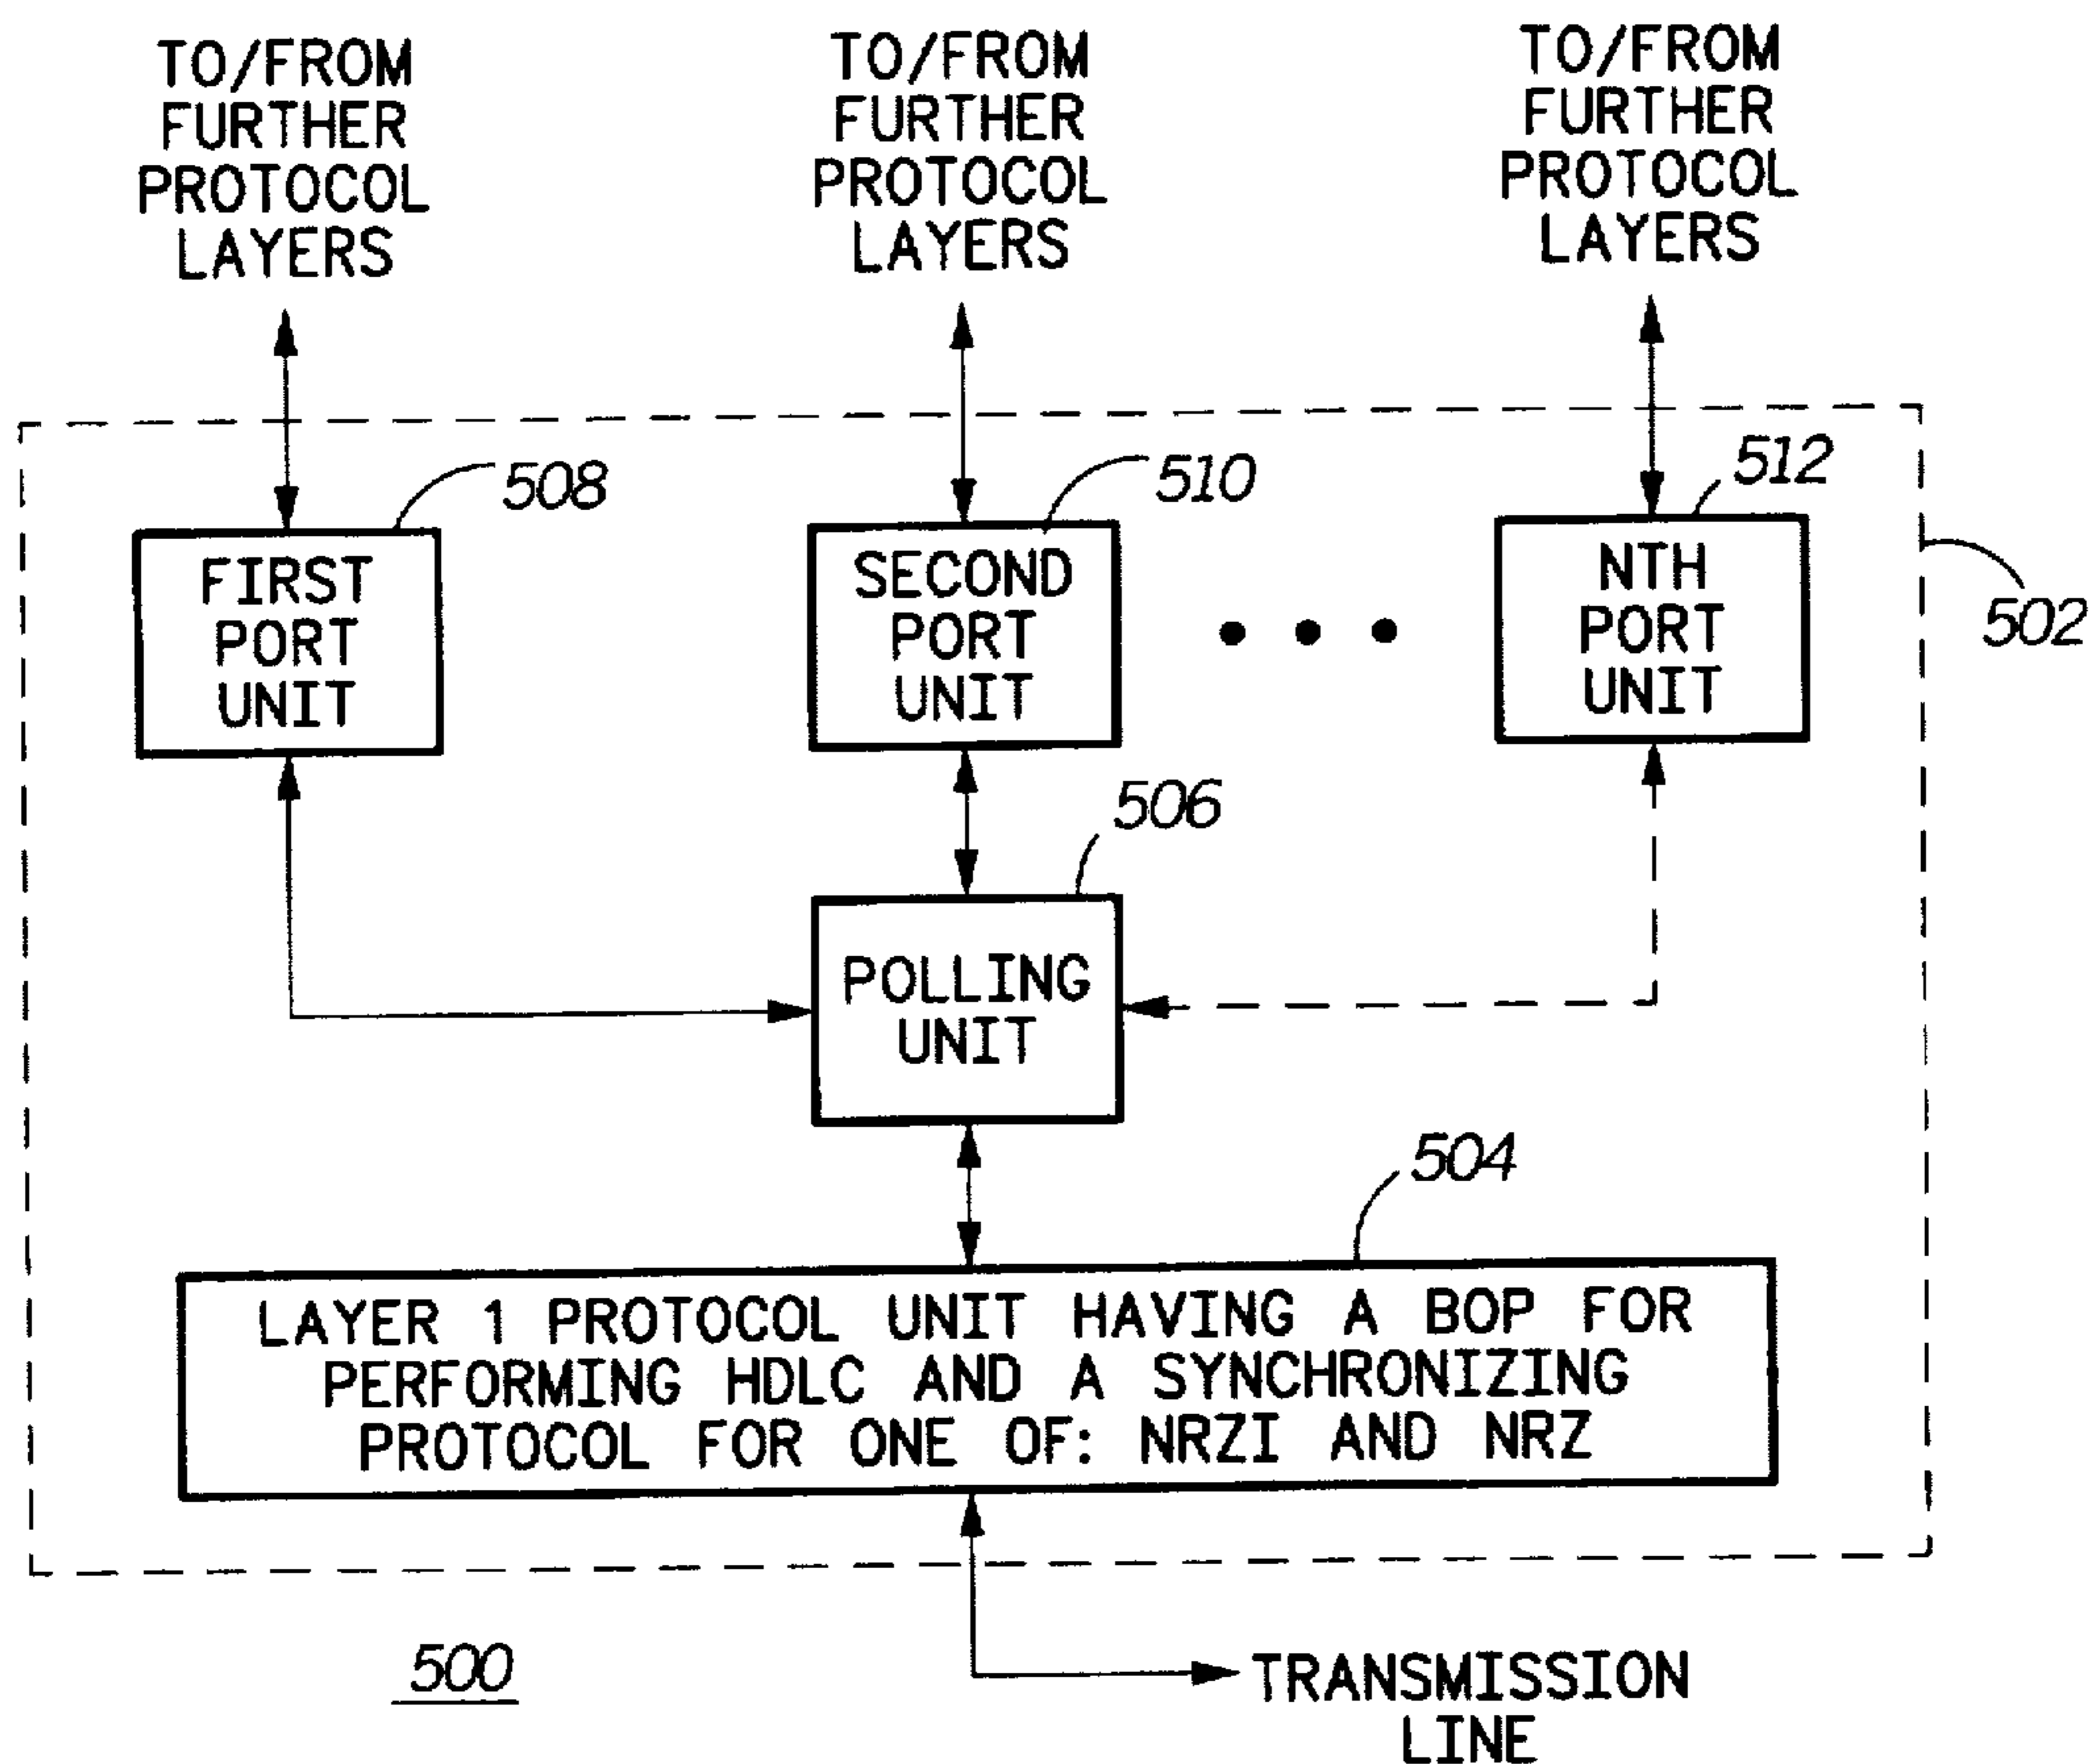 TO/FROM
FURTHER
PROTOCOL
LAYERS
TO/FROM
FURTHER
PROTOCOL
LAYERS
TO/FROM
FURTHER
PROTOCOL
LAYERS
508
510
512
502
FIRST
PORT
UNIT
SECOND
PORT
UNIT
NTH
PORT
UNIT
506
POLLING
UNIT
504
LAYER 1 PROTOCOL UNIT HAVING A BOP FOR
PERFORMING HDLC AND A SYNCHRONIZING
PROTOCOL FOR ONE OF: NRZI AND NRZ
500
TRANSMISSION
LINE